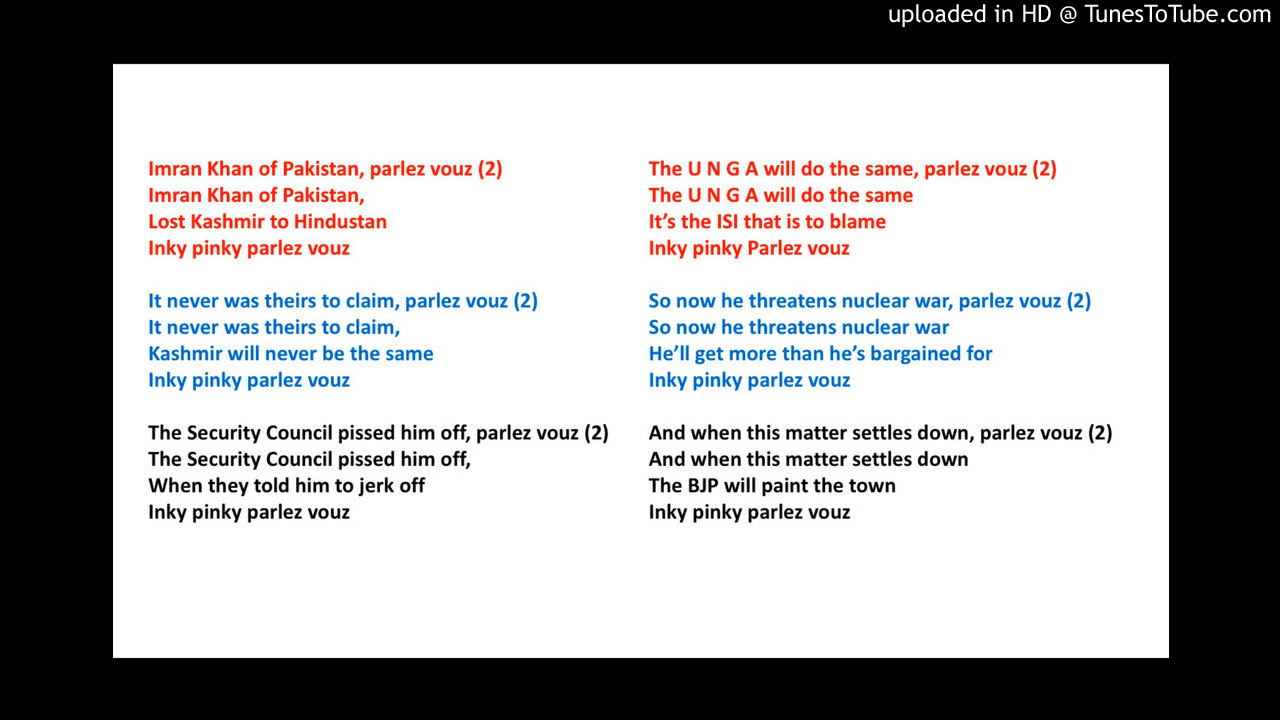 uploaded in HD @ TunesToTube.com
Imran Khan of Pakistan, parlez vouz (2)
Imran Khan of Pakistan,
Lost Kashmir to Hindustan
Inky pinky parlez vouz
It never was theirs to claim, parlez vouz (2)
It never was theirs to claim,
Kashmir will never be the same
Inky pinky parlez vouz
The Security Council pissed him off, parlez vouz (2)
The Security Council pissed him off,
When they told him to jerk off
Inky pinky parlez vouz
The U N G A will do the same, parlez vouz (2)
The U N G A will do the same
It’s the ISI that is to blame
Inky pinky Parlez vouz
So now he threatens nuclear war, parlez vouz (2)
So now he threatens nuclear war
He’ll get more than he’s bargained for
Inky pinky parlez vouz
And when this matter settles down, parlez vouz (2)
And when this matter settles down
The BJP will paint the town
Inky pinky parlez vouz